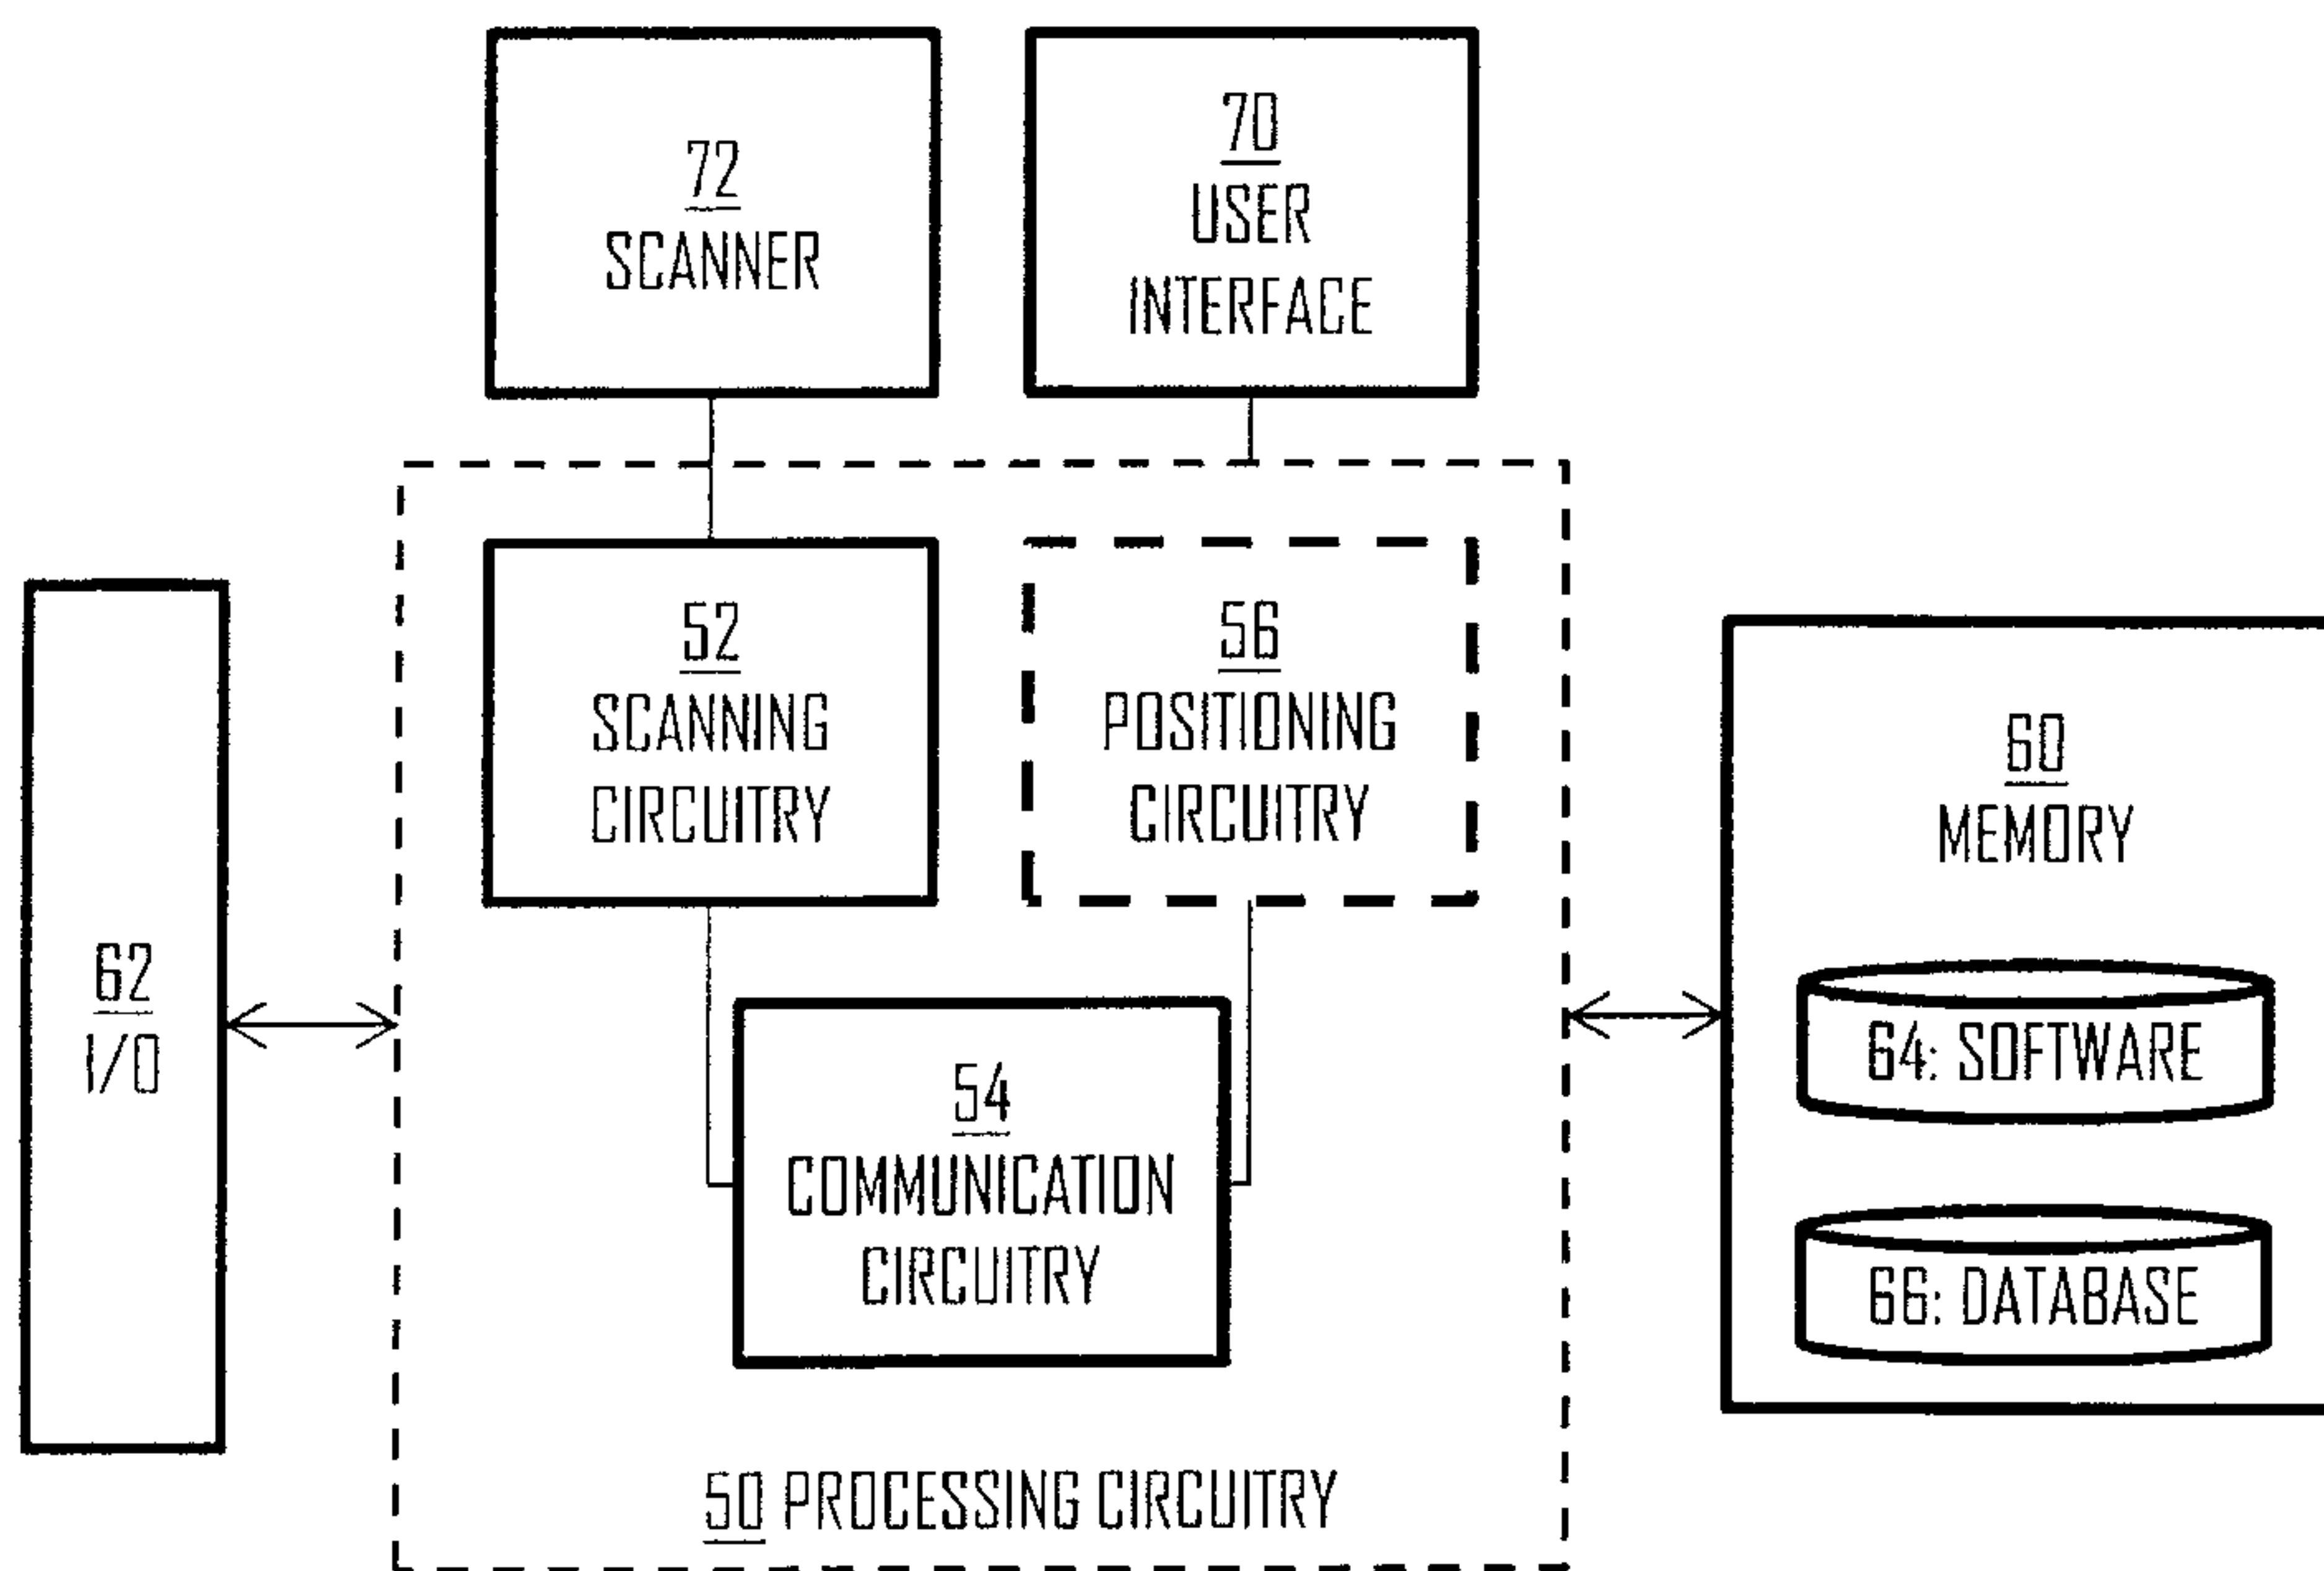 72
SCANNER
70
USER
INTERFACE
52
SCANNING
CIRCUITRY
56
POSITIONING
CIRCUITRY
62
I/O
54
COMMUNICATION
CIRCUITRY
50 PROCESSING CIRCUITRY
60
MEMORY
64: SOFTWARE
66: DATABASE